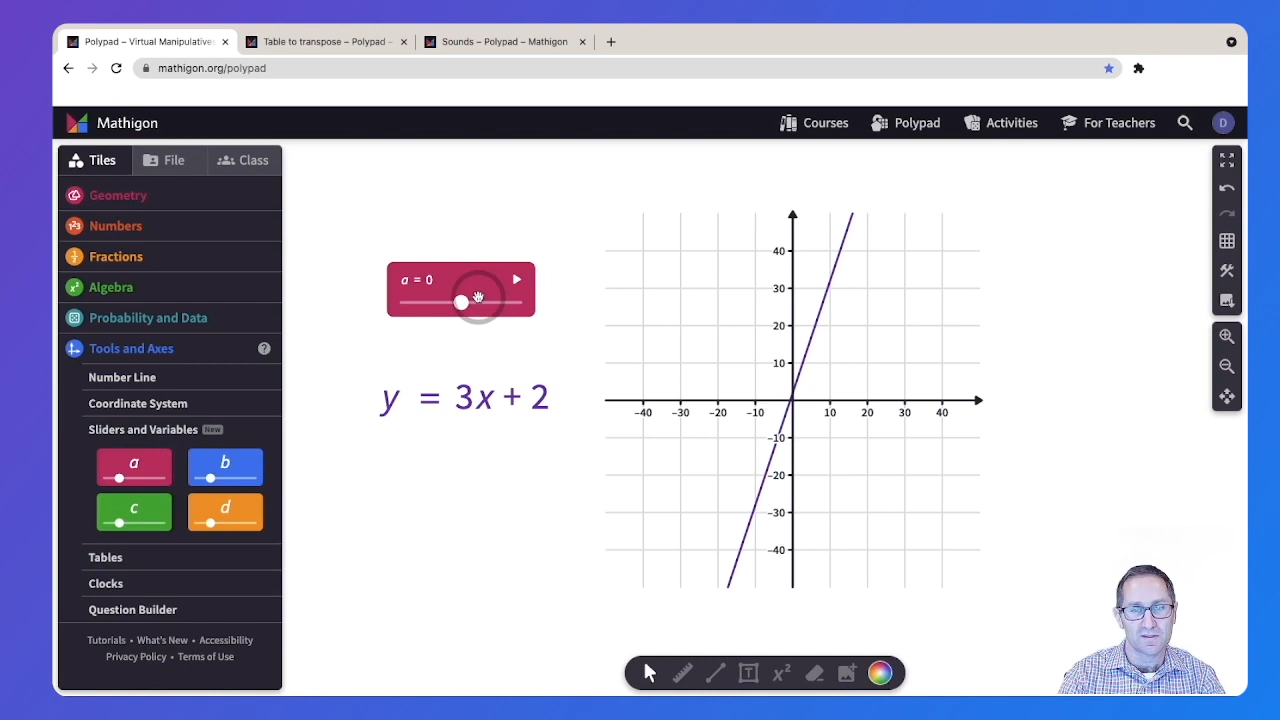 Polypad – Virtual Manipulatives
Table to transpose – Polypad –
Sounds – Polypad – Mathigon
mathigon.org/polypad
Mathigon
Courses
Polypad
Activities
For Teachers
D
Tiles
File
Class
Geometry
Numbers
Fractions
Algebra
Probability and Data
Tools and Axes
?
Number Line
Coordinate System
Sliders and Variables New
a
b
c
d
Tables
Clocks
Question Builder
Tutorials • What's New • Accessibility
Privacy Policy • Terms of Use
a = 0
y = 3x + 2
40
30
20
10
-40 -30 -20 -10 10 20 30 40
-10
-20
-30
-40
T
x²